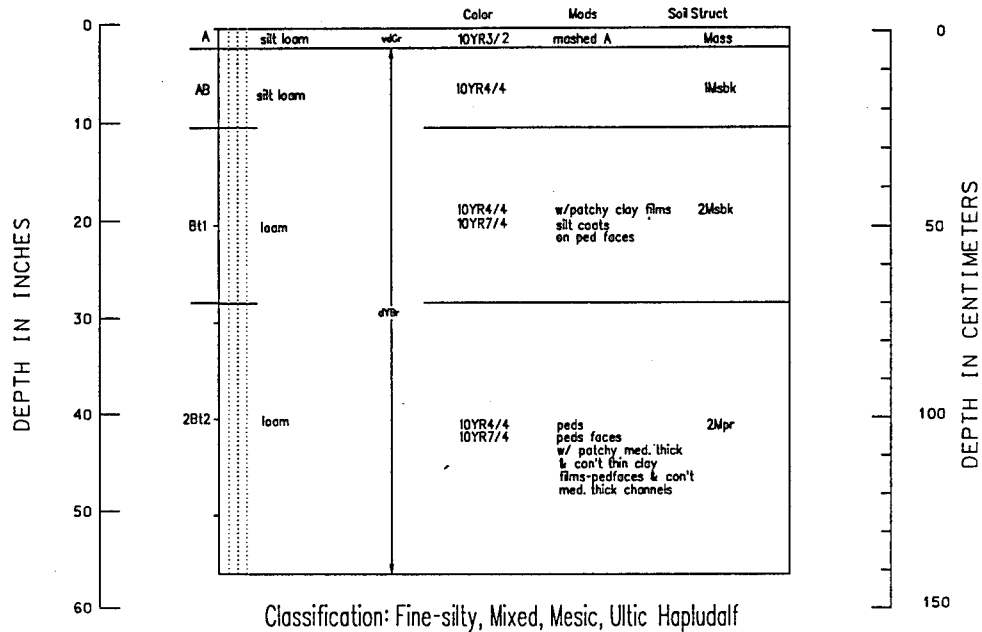 Color Mods Soil Struct
0 0
A silt loam vdGr 10YR3/2 mashed A Mass
AB silt loam 10YR4/4 1Msbk
10
Bt1 loam 10YR4/4 w/patchy clay films 2Msbk
20 10YR7/4 silt coats 50
on ped faces
DEPTH IN INCHES
DEPTH IN CENTIMETERS
30 dYBr
2Bt2 loam 10YR4/4 peds 2Mpr
40 10YR7/4 peds faces 100
w/ patchy med. thick
& con't thin clay
films-pedfaces & con't
med. thick channels
50
60 150
Classification: Fine-silty, Mixed, Mesic, Ultic Hapludalf